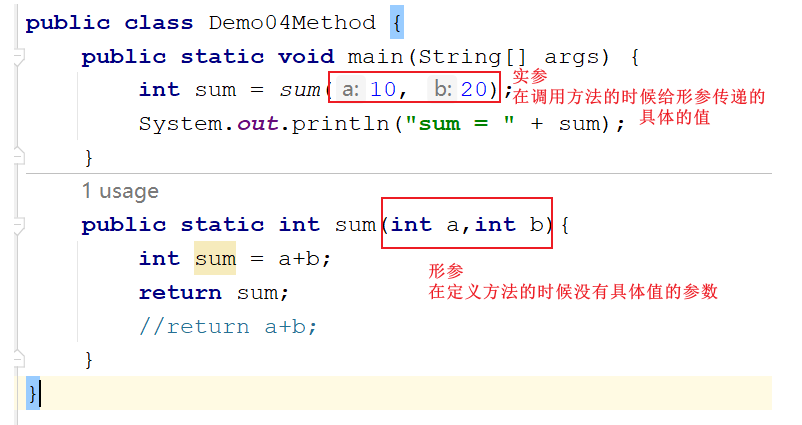 public class Demo04Method {
public static void main(String[] args) {
int sum = sum( a: 10, b: 20);
实参
在调用方法的时候给形参传递的
具体的值
System.out.println("sum = " + sum);
}
1 usage
public static int sum(int a,int b){
int sum = a+b;
return sum;
形参
在定义方法的时候没有具体值的参数
//return a+b;
}
}